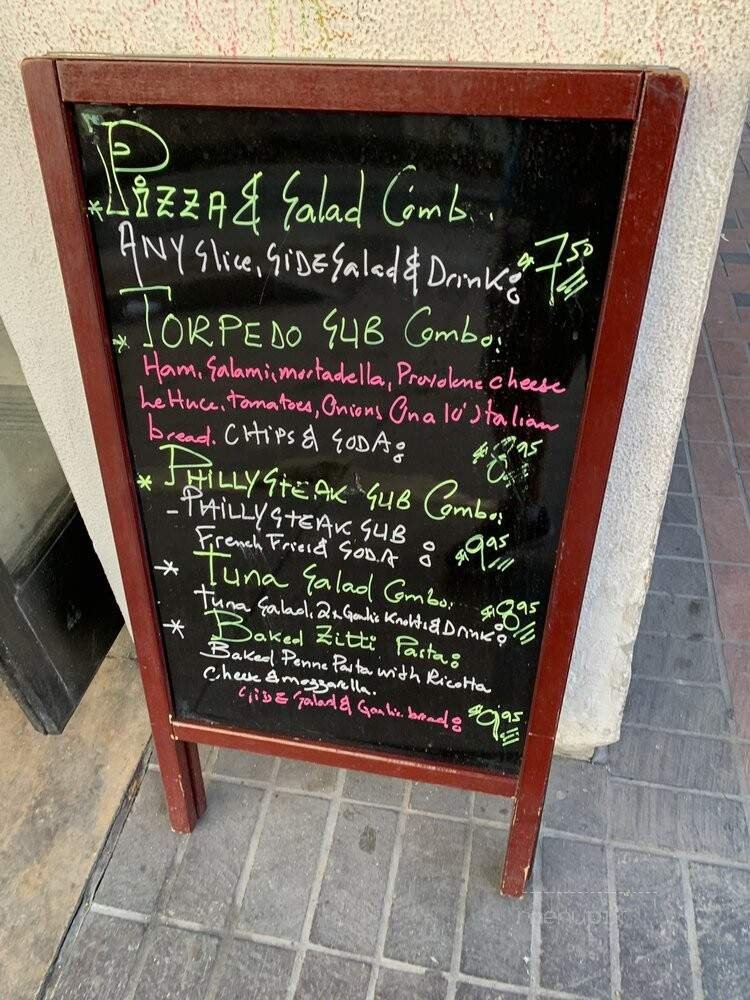 * Pizza & Salad Comb..
ANY Slice, SiDE Salad & Drink: $7.50
* TORPEDO SUB Combo:
Ham, Salami, mortadella, Provolone cheese
Lettuce, tomatoes, Onions On a 10" Italian
bread. CHIPS & SODA: $8.95
* PHILLY STEAK SUB Combo:
- PHILLY STEAK SUB
French Fries & SODA : $9.95
* Tuna Salad Combo:
Tuna Salad, 2 Garlic Knots & Drink: $8.95
* Baked Zitti Pasta:
Baked Penne Pasta with Ricotta
Cheese & mozzarella.
SiDE Salad & Garlic bread: $9.95
menupix